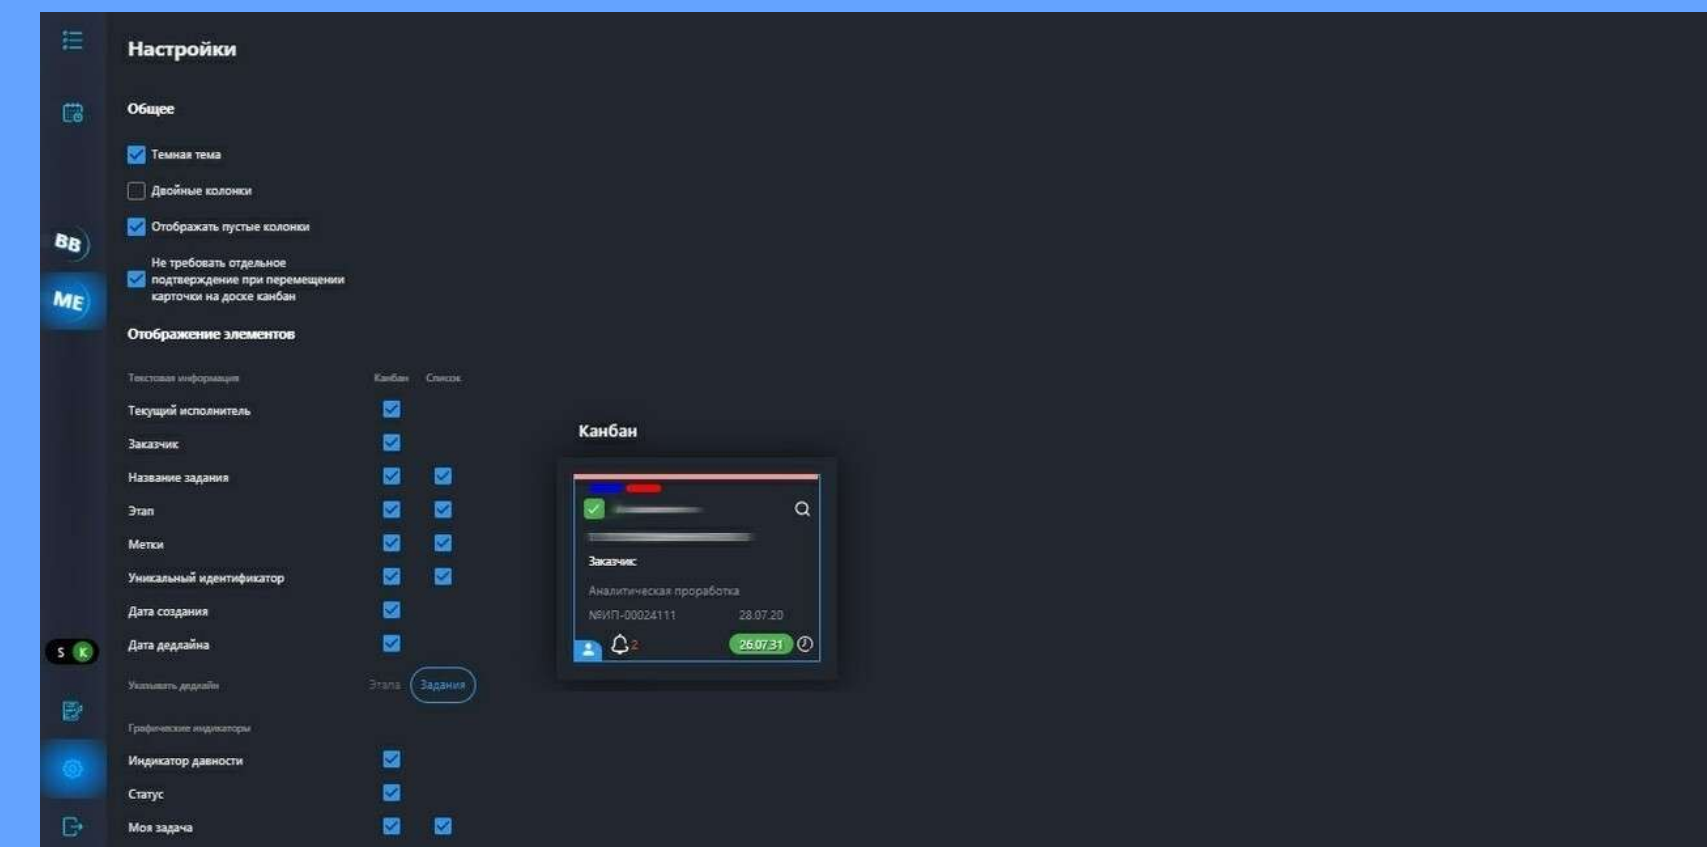 Настройки
Общее
Темная тема
Двойные колонки
Отображать пустые колонки
BB
Не требовать отдельное
подтверждение при перемещении
карточки на доске канбан
ME
Отображение элементов
Текстовая информация Канбан Список
Текущий исполнитель
Заказчик
Название задания
Этап
Метки
Уникальный идентификатор
Дата создания
Дата дедлайна
S K
Указывать дедлайн Этапа Задания
Графические индикаторы
Индикатор давности
Статус
Моя задача
Канбан
Заказчик:
Аналитическая проработка
№ИП-00024111 28.07.20
2 26.07.31